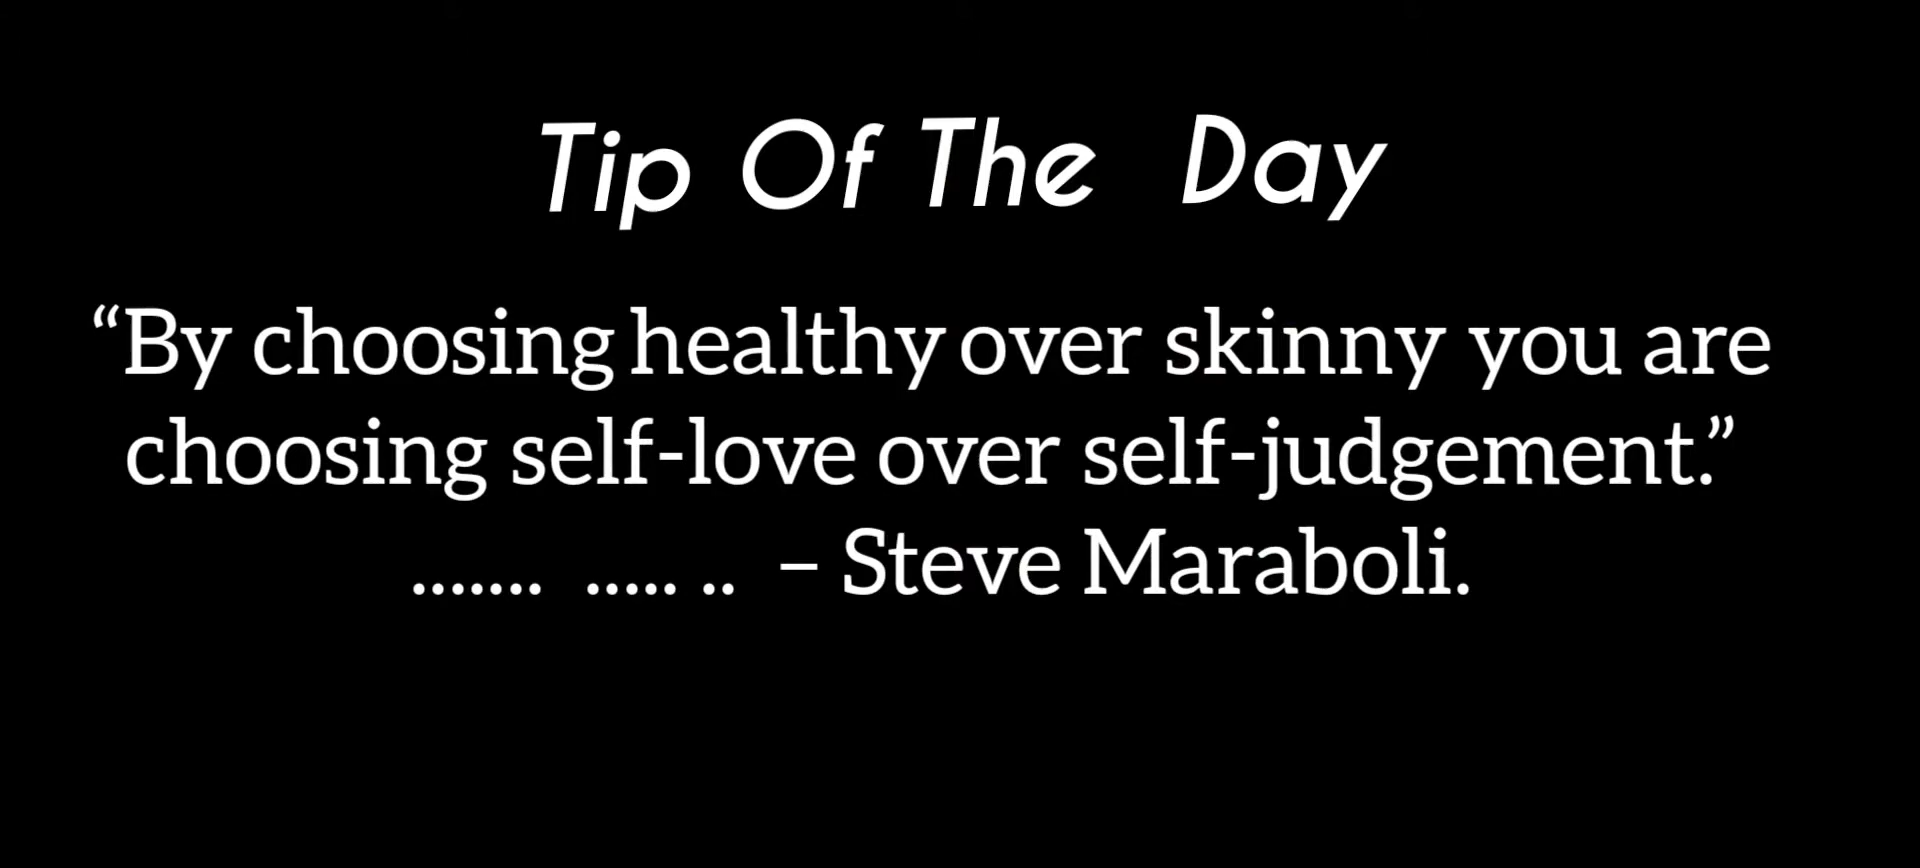 Tip Of The Day
“By choosing healthy over skinny you are
choosing self-love over self-judgement.”
....... ..... .. – Steve Maraboli.